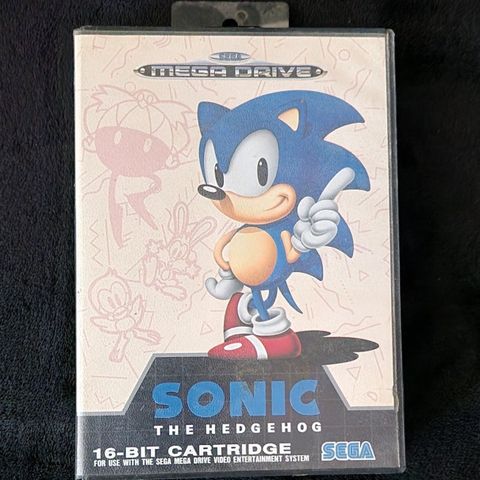 SEGA
MEGA DRIVE
SONIC
THE HEDGEHOG
16-BIT CARTRIDGE
FOR USE WITH THE SEGA MEGA DRIVE VIDEO ENTERTAINMENT SYSTEM
SEGA